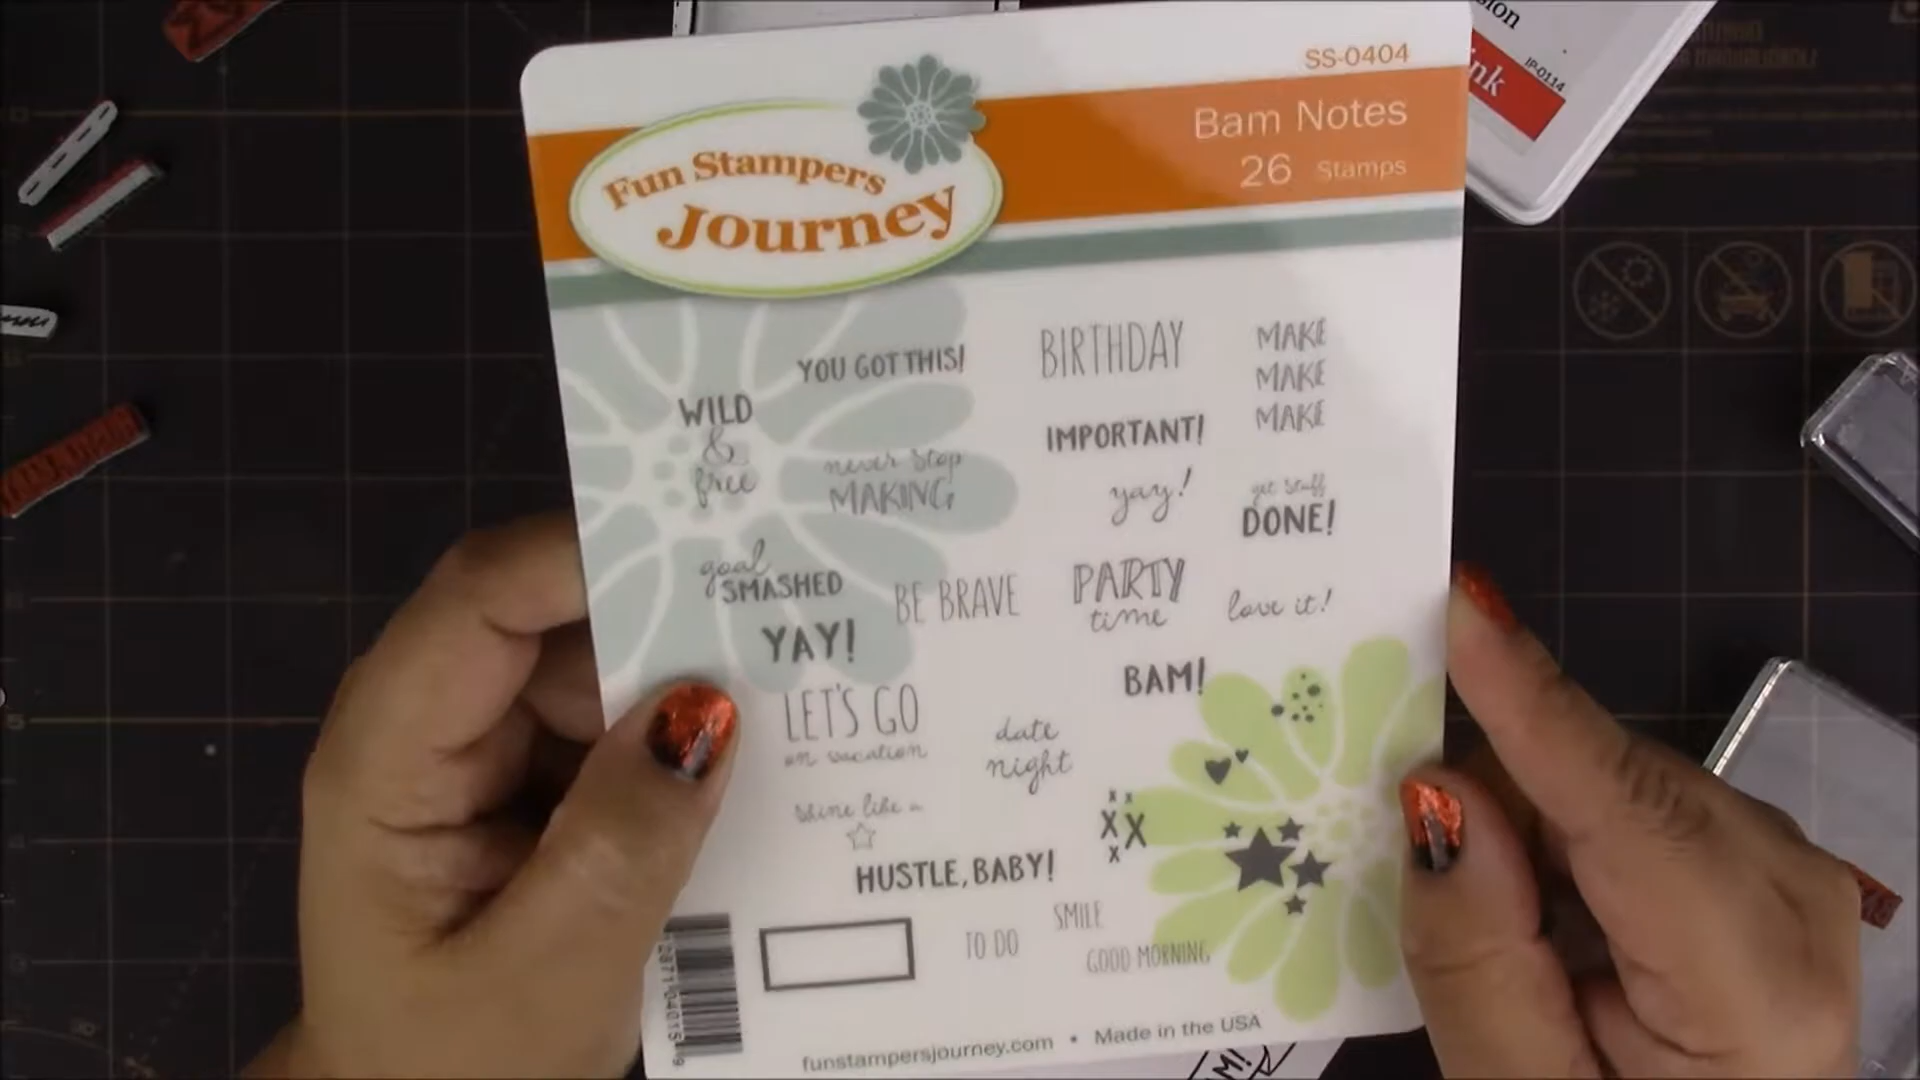 SS-0404
Bam Notes
26 Stamps
Fun Stampers
Journey
ink
IP-0114
YOU GOT THIS!
BIRTHDAY
MAKE
MAKE
MAKE
WILD
&
free
never stop
MAKING
IMPORTANT!
yay!
get stuff
DONE!
goal
SMASHED
BE BRAVE
PARTY
time
love it!
YAY!
BAM!
LET'S GO
on vacation
date
night
shine like a
X X
X X
X
HUSTLE, BABY!
TO DO
SMILE
GOOD MORNING
funstampersjourney.com • Made in the USA